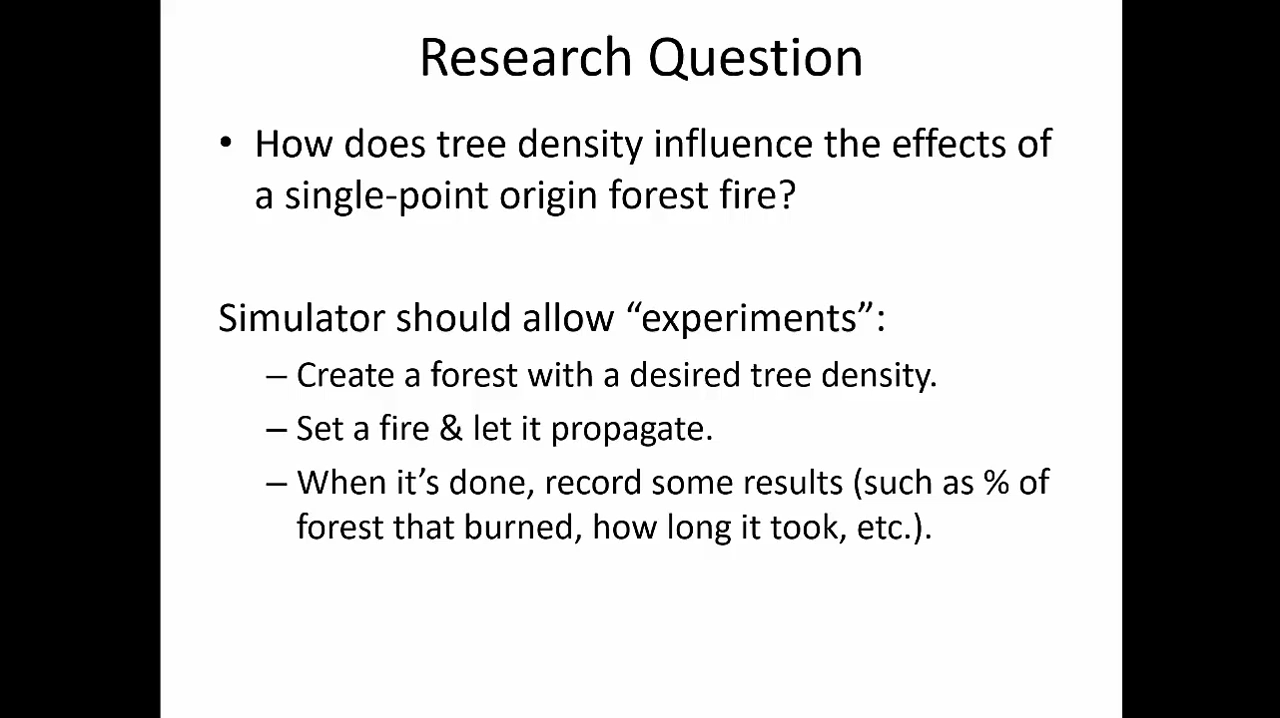 Research Question
• How does tree density influence the effects of
a single-point origin forest fire?
Simulator should allow “experiments”:
– Create a forest with a desired tree density.
– Set a fire & let it propagate.
– When it’s done, record some results (such as % of
forest that burned, how long it took, etc.).